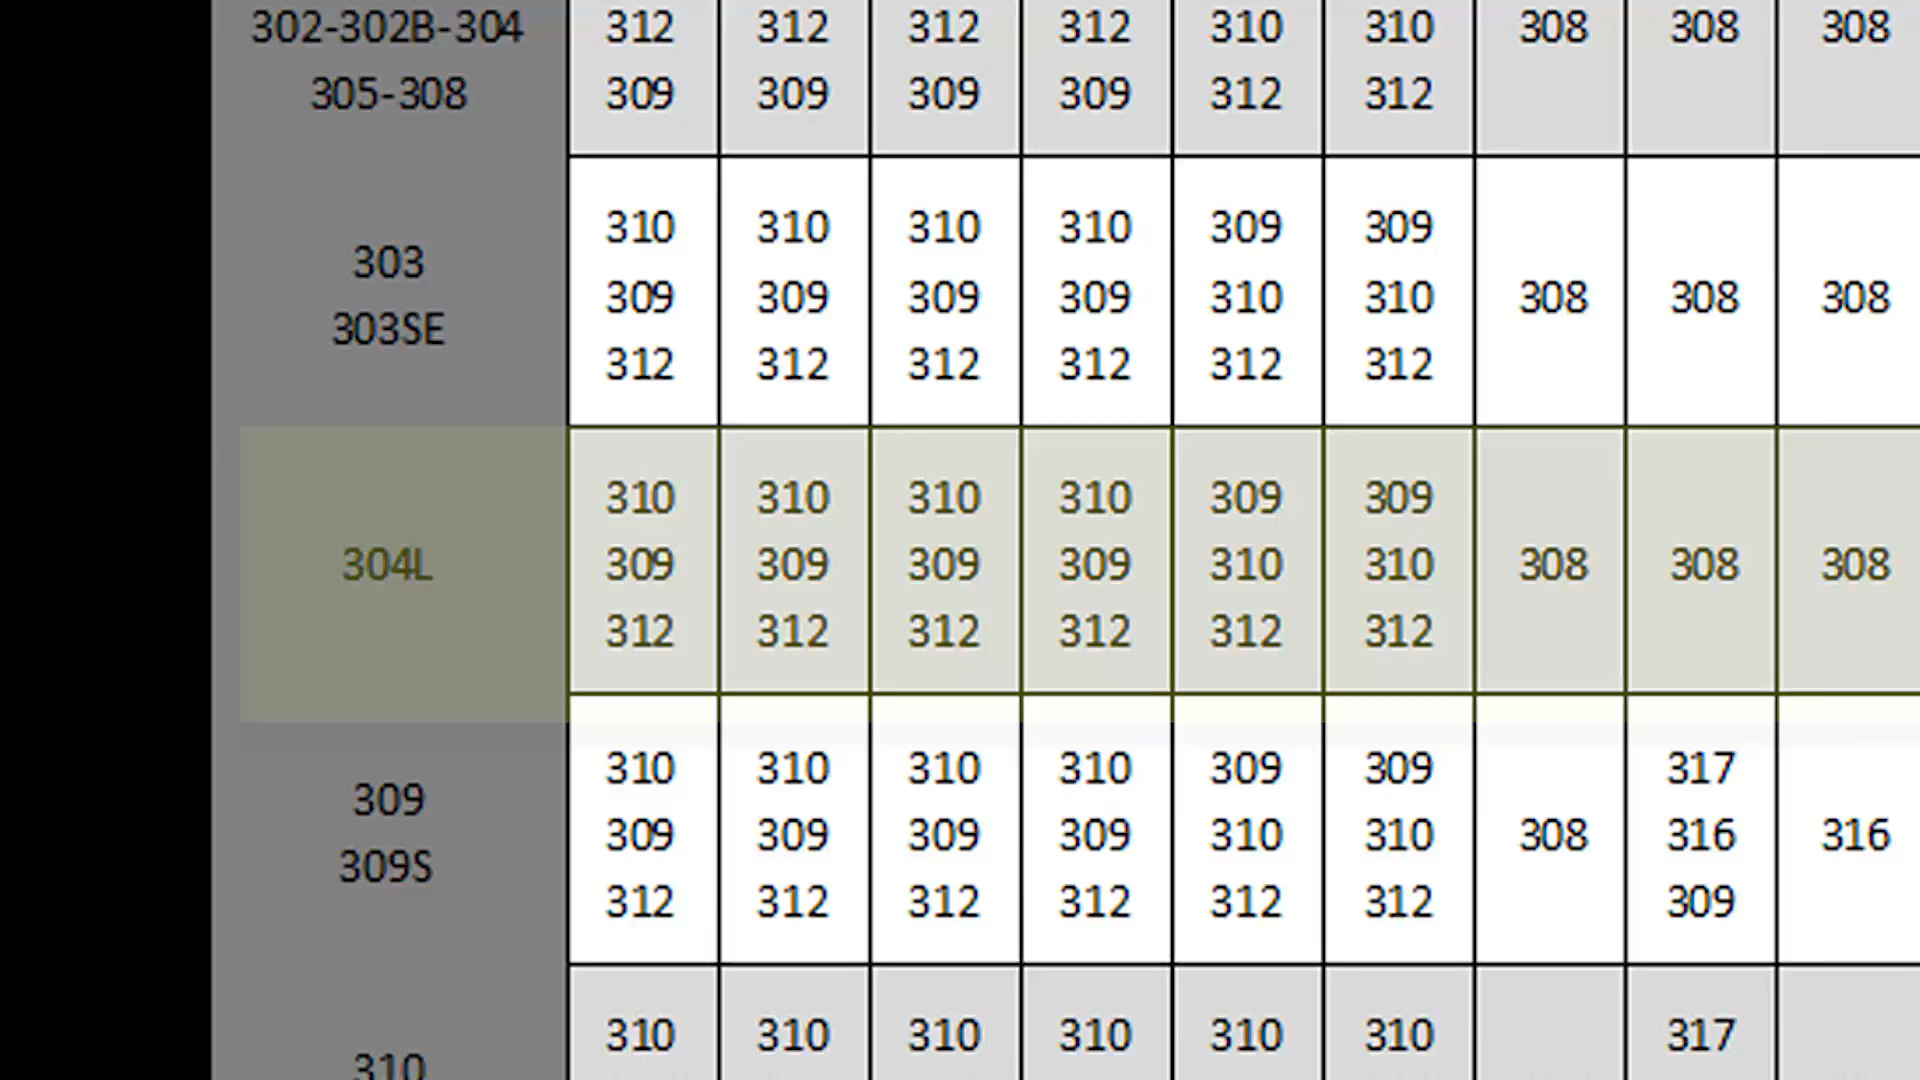 302-302B-304 312 312 312 312 310 310 308 308 308
305-308 309 309 309 309 312 312
310 310 310 310 309 309
303
309 309 309 309 310 310 308 308 308
303SE
312 312 312 312 312 312
310 310 310 310 309 309
304L 309 309 309 309 310 310 308 308 308
312 312 312 312 312 312
310 310 310 310 309 309 317
309
309 309 309 309 310 310 308 316 316
309S
312 312 312 312 312 312 309
310 310 310 310 310 310 317
310